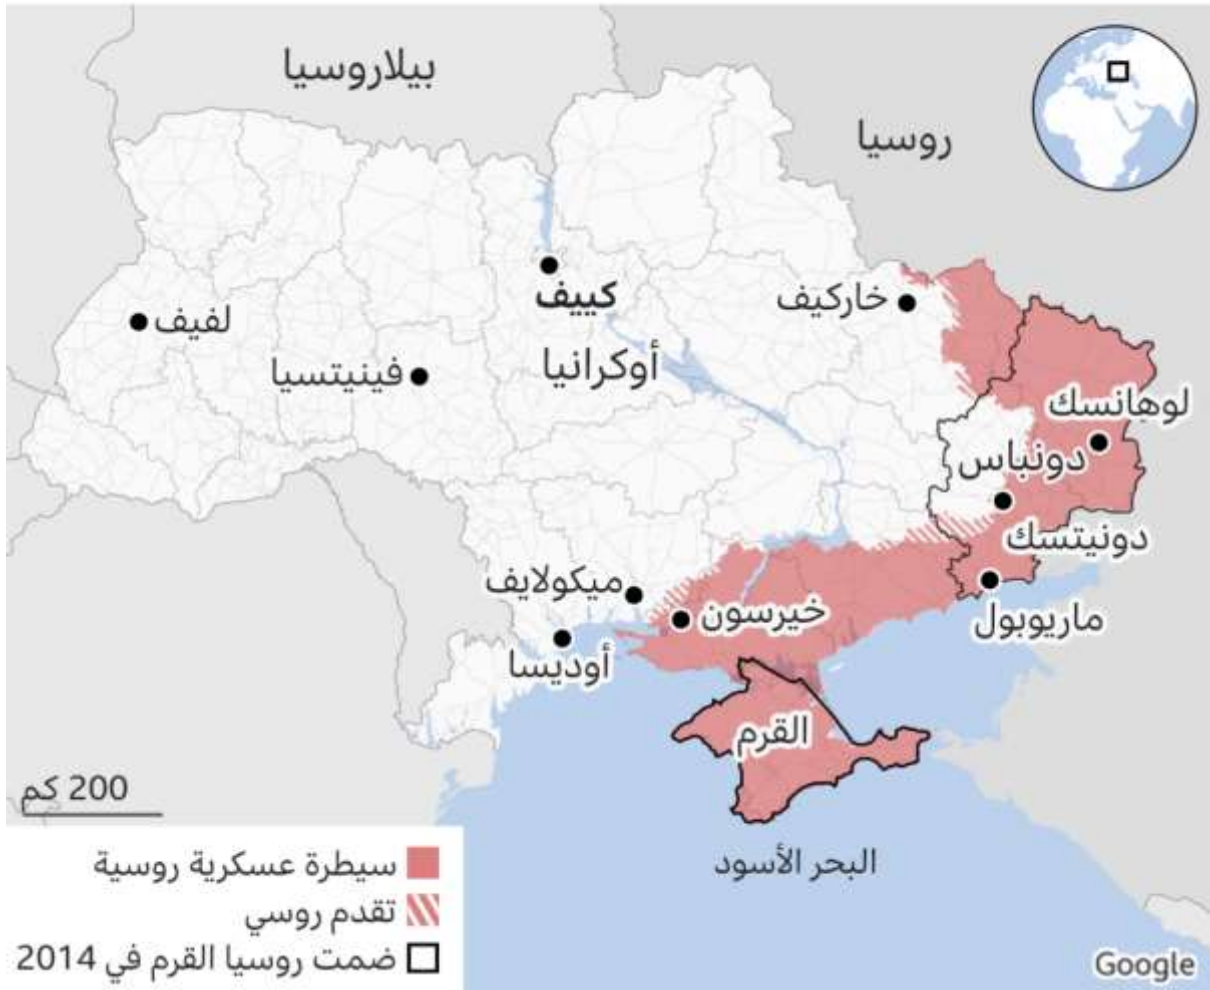 بيلاروسيا
روسيا
كييف
خاركيف
لفيف
أوكرانيا
فينيتسيا
لوهانسك
دونباس
دونيتسك
ميكولايف
خيرسون
ماريوبول
أوديسا
القرم
200 كم
البحر الأسود
سيطرة عسكرية روسية
تقدم روسي
ضمت روسيا القرم في 2014
Google